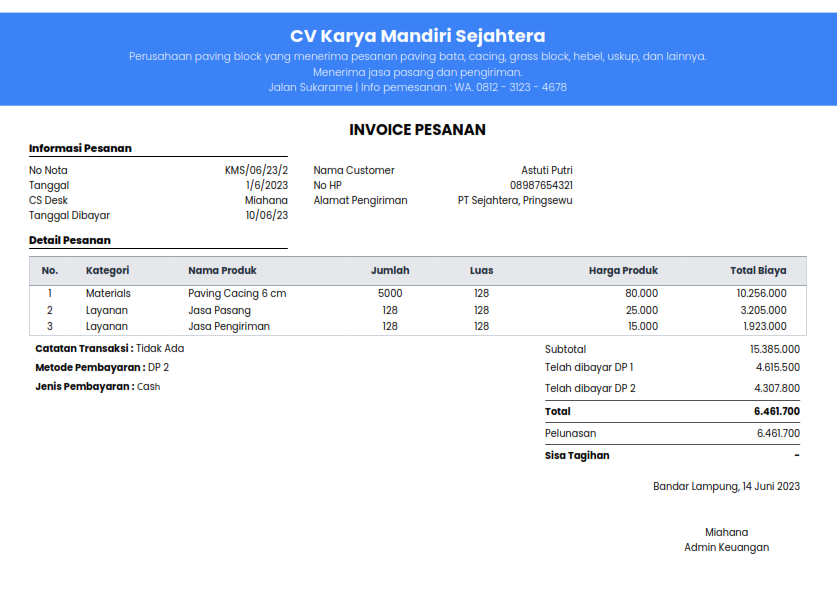 CV Karya Mandiri Sejahtera
Perusahaan paving block yang menerima pesanan paving bata, cacing, grass block, hebel, uskup, dan lainnya.
Menerima jasa pasang dan pengiriman.
Jalan Sukarame | Info pemesanan : WA. 0812 - 3123 - 4678
INVOICE PESANAN
Informasi Pesanan
No Nota KMS/06/23/2 Nama Customer Astuti Putri
Tanggal 1/6/2023 No HP 08987654321
CS Desk Miahana Alamat Pengiriman PT Sejahtera, Pringsewu
Tanggal Dibayar 10/06/23
Detail Pesanan
No. Kategori Nama Produk Jumlah Luas Harga Produk Total Biaya
1 Materials Paving Cacing 6 cm 5000 128 80.000 10.256.000
2 Layanan Jasa Pasang 128 128 25.000 3.205.000
3 Layanan Jasa Pengiriman 128 128 15.000 1.923.000
Catatan Transaksi : Tidak Ada
Metode Pembayaran : DP 2
Jenis Pembayaran : Cash
Subtotal 15.385.000
Telah dibayar DP 1 4.615.500
Telah dibayar DP 2 4.307.800
Total 6.461.700
Pelunasan 6.461.700
Sisa Tagihan -
Bandar Lampung, 14 Juni 2023
Miahana
Admin Keuangan